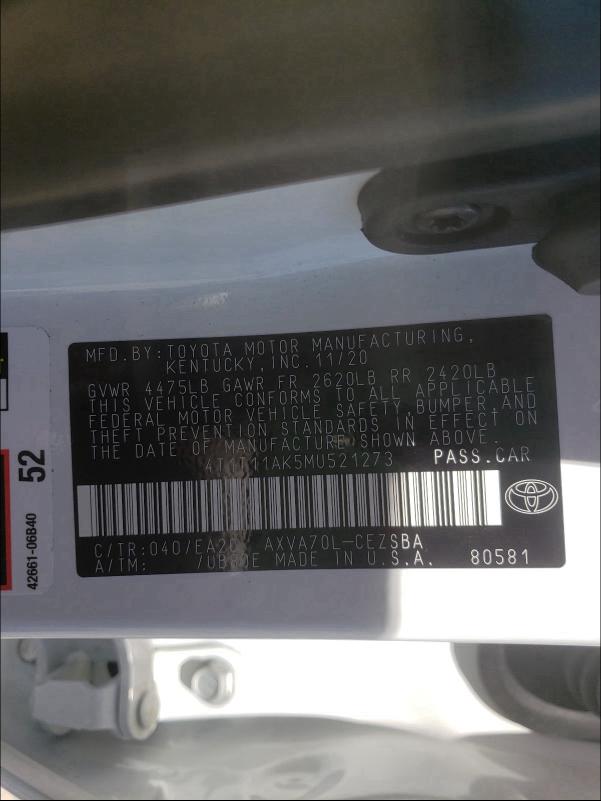 MFD.BY:TOYOTA MOTOR MANUFACTURING,
KENTUCKY,INC.11/20
GVWR 4475LB GAWR FR 2620LB RR 2420LB
THIS VEHICLE CONFORMS TO ALL APPLICABLE
FEDERAL MOTOR VEHICLE SAFETY,BUMPER,AND
THEFT PREVENTION STANDARDS IN EFFECT ON
THE DATE OF MANUFACTURE SHOWN ABOVE.
PASS.CAR
AXVA70L-CEZSBA
A/TM: MADE IN U.S.A. 80581
52
42661-06B40